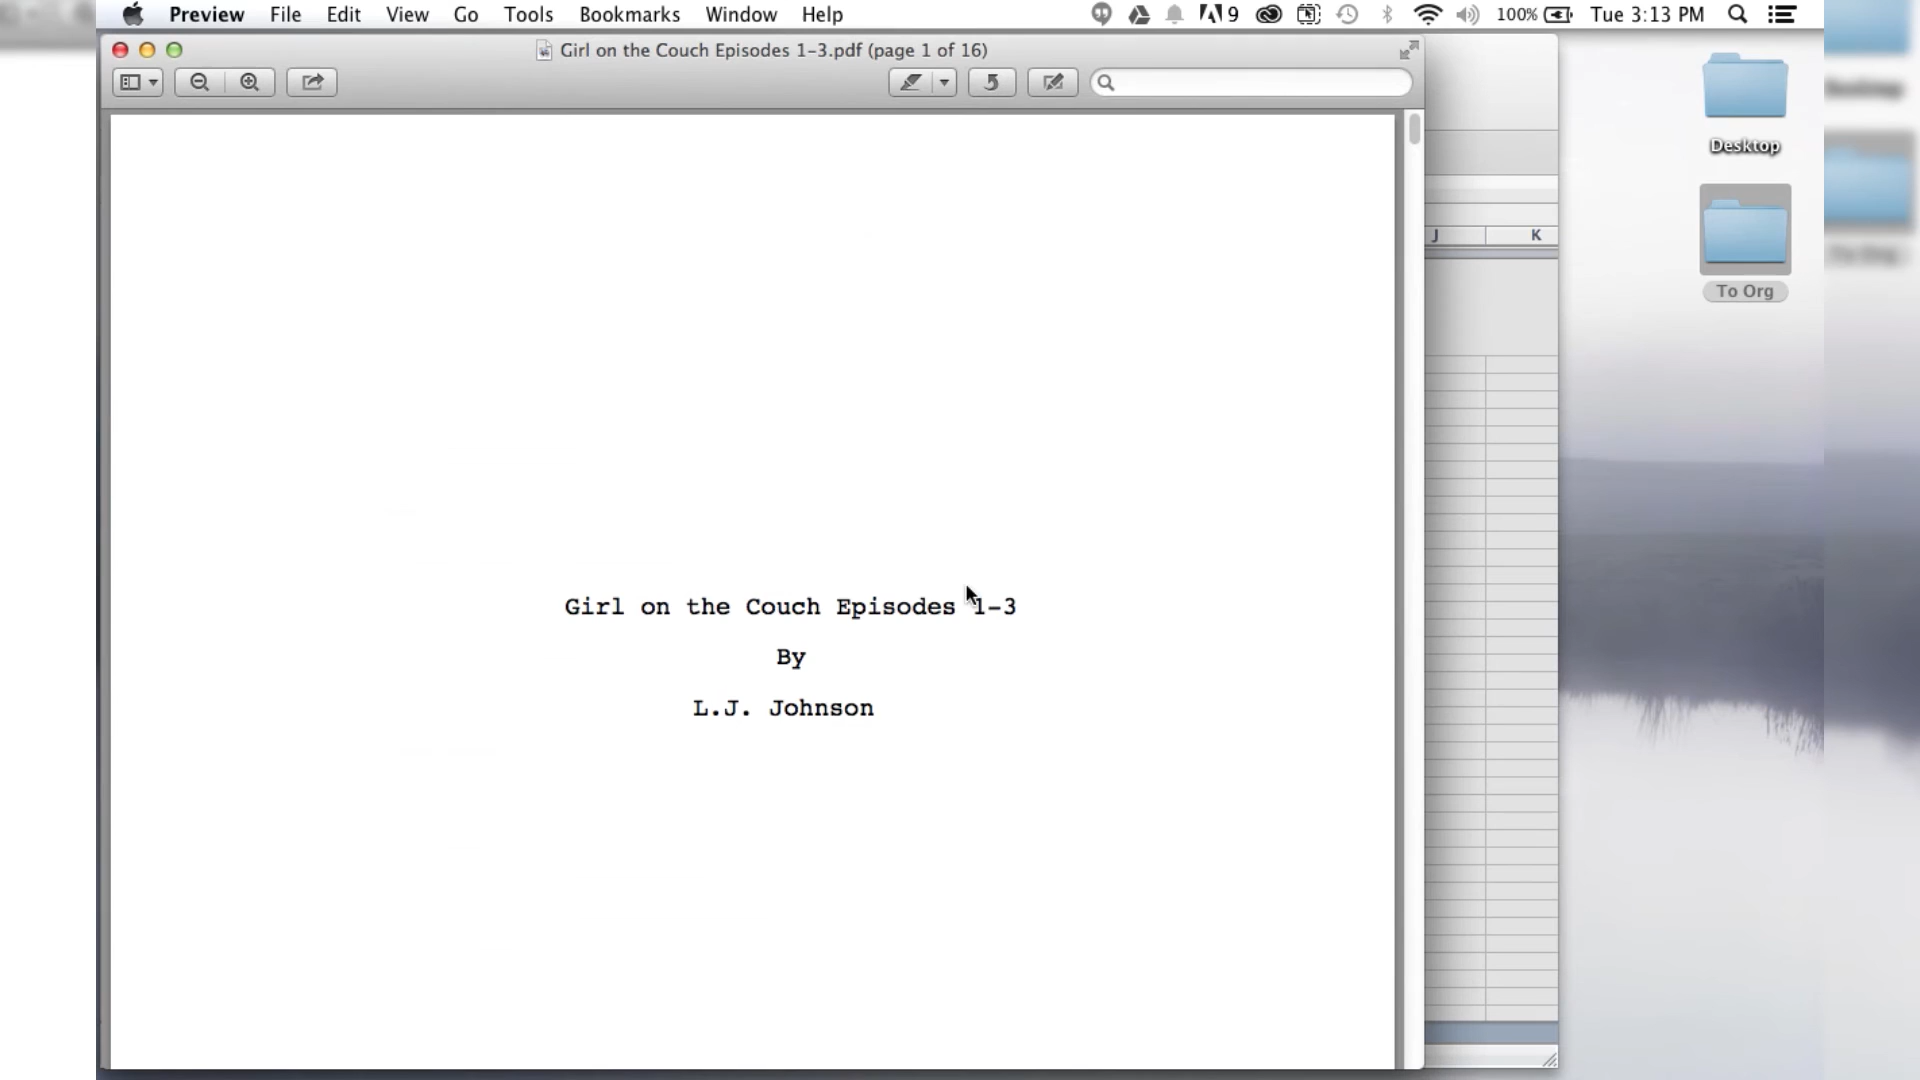 Preview File Edit View Go Tools Bookmarks Window Help 9 100% Tue 3:13 PM
Girl on the Couch Episodes 1-3.pdf (page 1 of 16)
Desktop
J K
To Org
Girl on the Couch Episodes 1-3
By
L.J. Johnson